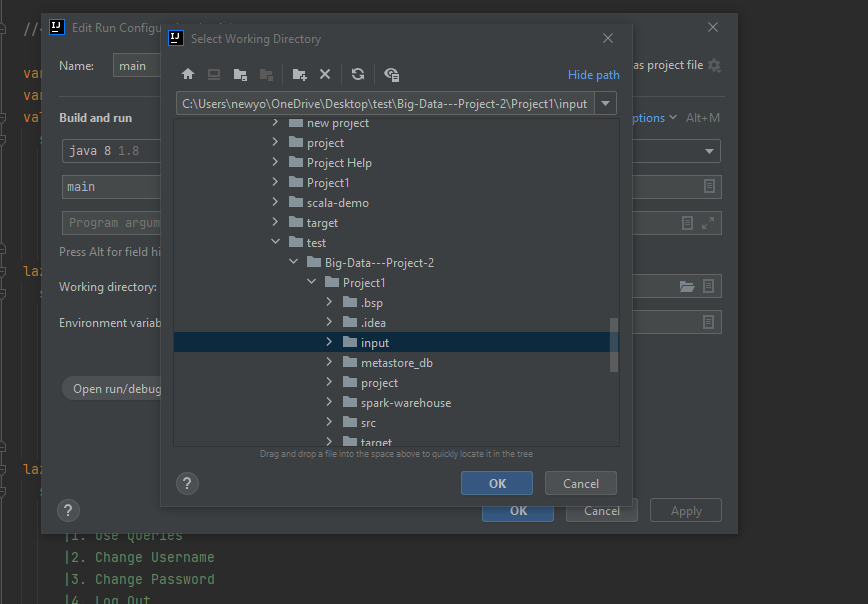 //
Edit Run Configu
Select Working Directory
Name:
main
as project file
Hide path
C:\Users\newyo\OneDrive\Desktop\test\Big-Data---Project-2\Project1\input
var
var
Build and run
ptions
Alt+M
java 8 1.8
main
Program argum
Press Alt for field hi
Working directory:
Environment variab
Open run/debug
new project
project
Project Help
Project1
scala-demo
target
test
Big-Data---Project-2
Project1
.bsp
.idea
input
metastore_db
project
spark-warehouse
src
target
Drag and drop a file into the space above to quickly locate it in the tree
?
OK
Cancel
?
OK
Cancel
Apply
|1. Use Queries
|2. Change Username
|3. Change Password
|4. Log Out